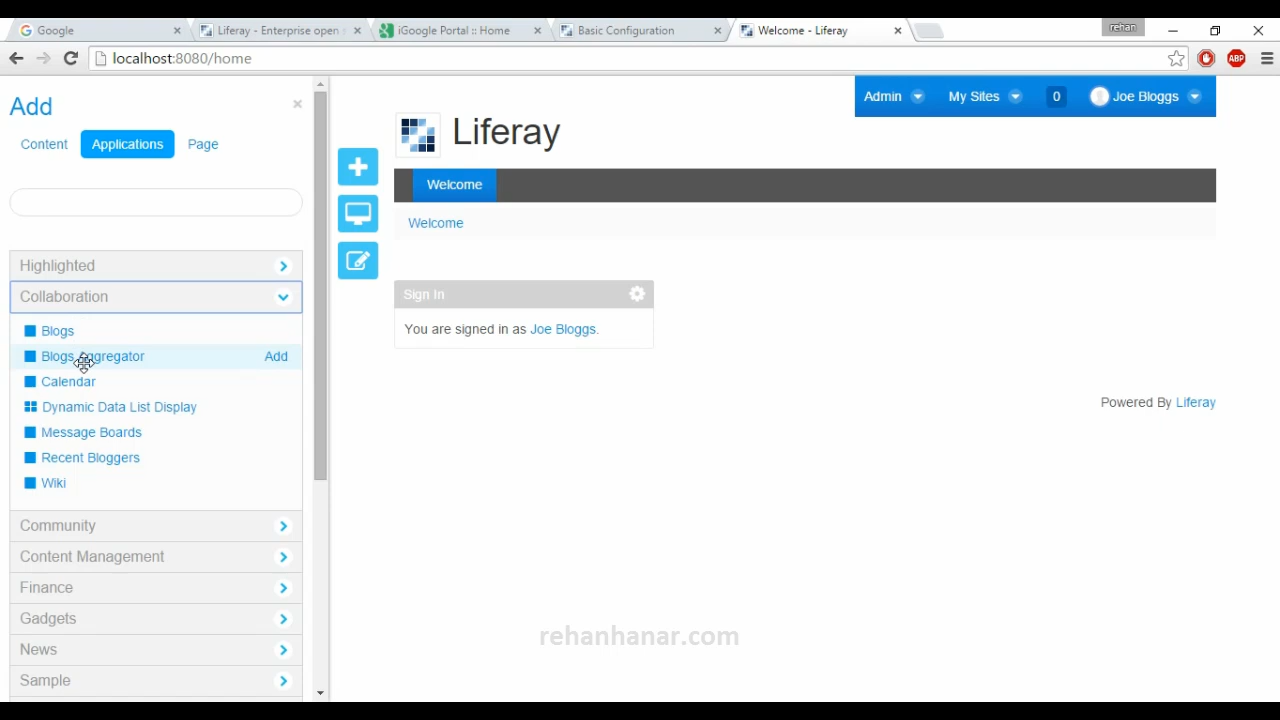 Google
Liferay - Enterprise open s
iGoogle Portal :: Home
Basic Configuration
Welcome - Liferay
rehan
localhost:8080/home
ABP
Add
Content Applications Page
Highlighted
Collaboration
Blogs
Blogs Aggregator Add
Calendar
Dynamic Data List Display
Message Boards
Recent Bloggers
Wiki
Community
Content Management
Finance
Gadgets
News
Sample
Admin My Sites 0 Joe Bloggs
Liferay
Welcome
Welcome
Sign In
You are signed in as Joe Bloggs.
Powered By Liferay
rehanhanar.com